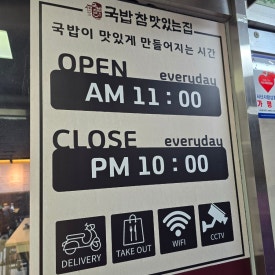 국밥참맛있는집
국밥이 맛있게 만들어지는 시간
OPEN everyday
AM 11 : 00
CLOSE everyday
PM 10 : 00
DELIVERY TAKE OUT WIFI CCTV